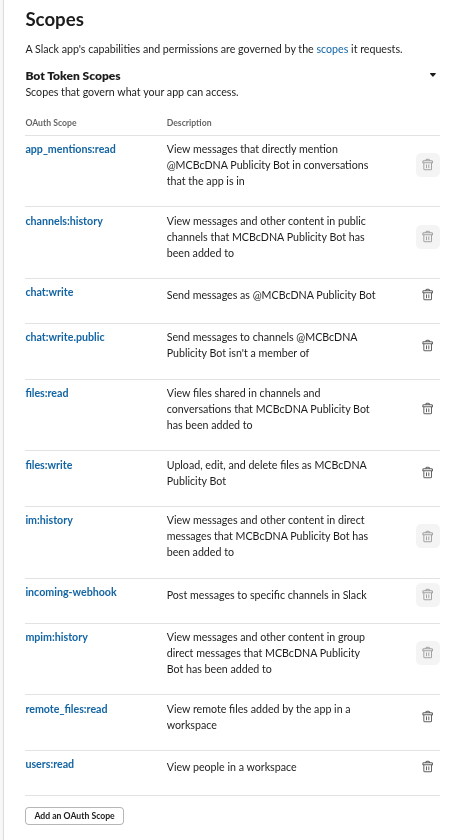 Scopes
A Slack app's capabilities and permissions are governed by the scopes it requests.
Bot Token Scopes
Scopes that govern what your app can access.
OAuth Scope Description
app_mentions:read View messages that directly mention
@MCBcDNA Publicity Bot in conversations
that the app is in
channels:history View messages and other content in public
channels that MCBcDNA Publicity Bot has
been added to
chat:write Send messages as @MCBcDNA Publicity Bot
chat:write.public Send messages to channels @MCBcDNA
Publicity Bot isn't a member of
files:read View files shared in channels and
conversations that MCBcDNA Publicity Bot
has been added to
files:write Upload, edit, and delete files as MCBcDNA
Publicity Bot
im:history View messages and other content in direct
messages that MCBcDNA Publicity Bot has
been added to
incoming-webhook Post messages to specific channels in Slack
mpim:history View messages and other content in group
direct messages that MCBcDNA Publicity
Bot has been added to
remote_files:read View remote files added by the app in a
workspace
users:read View people in a workspace
Add an OAuth Scope